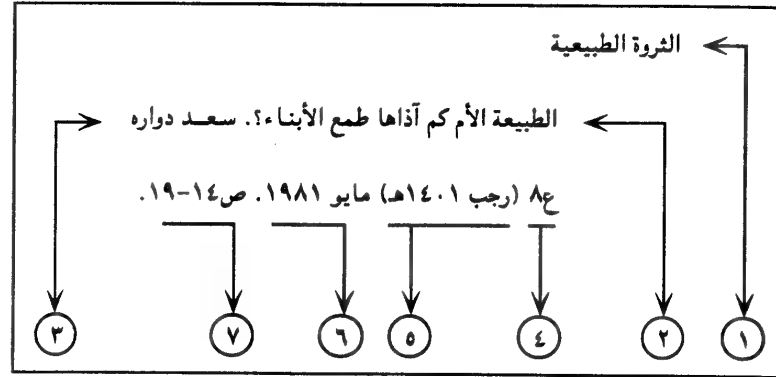 الثروة الطبيعية
الطبيعة الأم كم آذاها طمع الأبناء؟. سعد دواره
ع٨ (رجب ١٤٠١هـ) مايو ١٩٨١. ص١٤-١٩.
١ ٢ ٤ ٥ ٦ ٧ ٣